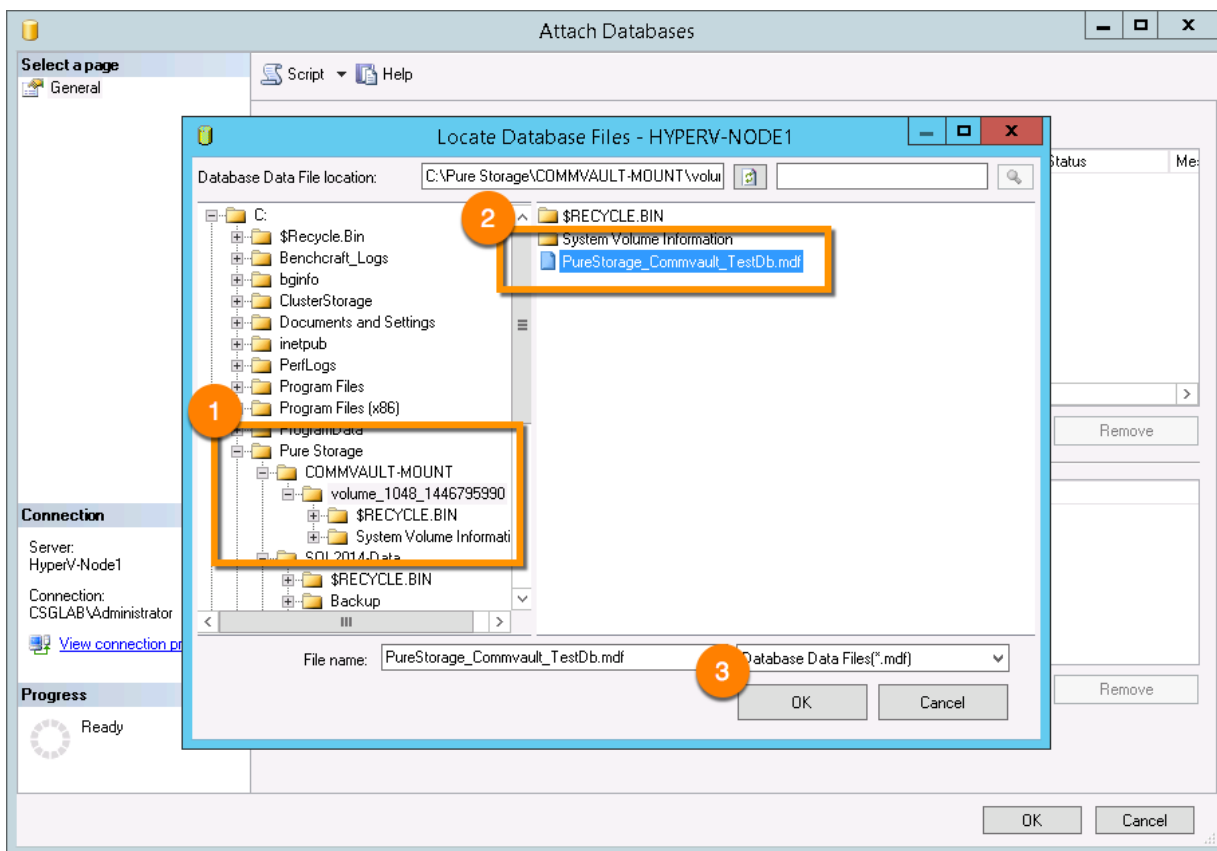 Attach Databases
Select a page
General
Script
Help
Locate Database Files - HYPERV-NODE1
Database Data File location:
C:\Pure Storage\COMMVAULT-MOUNT\volu
C:
$Recycle.Bin
Benchcraft_Logs
bginfo
ClusterStorage
Documents and Settings
inetpub
PerfLogs
Program Files
Program Files (x86)
ProgramData
Pure Storage
COMMVAULT-MOUNT
volume_1048_1446795990
$RECYCLE.BIN
System Volume Informati
SQL2014-Data
$RECYCLE.BIN
Backup
1
2
$RECYCLE.BIN
System Volume Information
PureStorage_Commvault_TestDb.mdf
File name:
PureStorage_Commvault_TestDb.mdf
Database Data Files(*.mdf)
3
OK
Cancel
Status
Me:
Remove
Remove
Connection
Server:
HyperV-Node1
Connection:
CSGLAB\Administrator
View connection pr
Progress
Ready
OK
Cancel